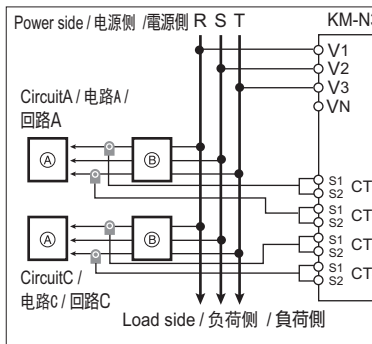 Power side / 电源侧 / 電源側 R S T
KM-N3
V1
V2
V3
VN
CircuitA / 电路A /
回路A
Ⓐ Ⓑ
S1
S2 CT
S1
S2 CT
Ⓐ Ⓑ
S1
S2 CT
S1
S2 CT
CircuitC /
电路C / 回路C
Load side / 负荷侧 / 負荷側